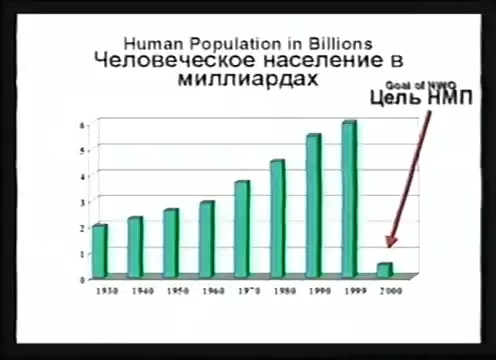 Human Population in Billions
Человеческое население в
миллиардах
Goal of NWO
Цель НМП
6
5
4
3
2
1
0
1930 1940 1950 1960 1970 1980 1990 1999 2000